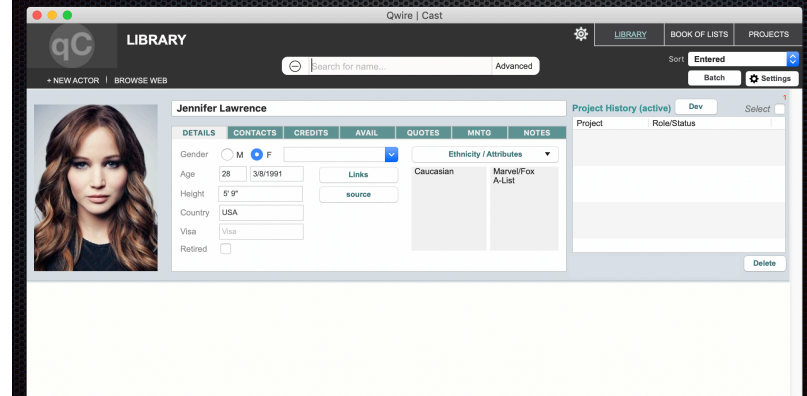 Qwire | Cast
qC
LIBRARY
LIBRARY
BOOK OF LISTS
PROJECTS
Search for name...
Advanced
Sort
Entered
+ NEW ACTOR | BROWSE WEB
Batch
Settings
Jennifer Lawrence
Project History (active)
Dev
Select
1
DETAILS
CONTACTS
CREDITS
AVAIL
QUOTES
MNTG
NOTES
Project
Role/Status
Gender
M
F
Ethnicity / Attributes
Age
28
3/8/1991
Links
Caucasian
Marvel/Fox
A-List
Height
5' 9"
source
Country
USA
Visa
Visa
Retired
Delete